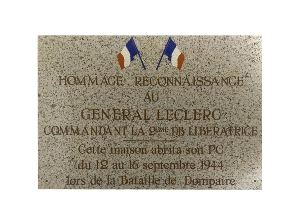 HOMMAGE RECONNAISSANCE
AU
GENERAL LECLERC
COMMANDANT LA 2ème DB LIBERATRICE
Cette maison abrita son PC
du 12 au 16 septembre 1944
lors de la Bataille de Dompaire